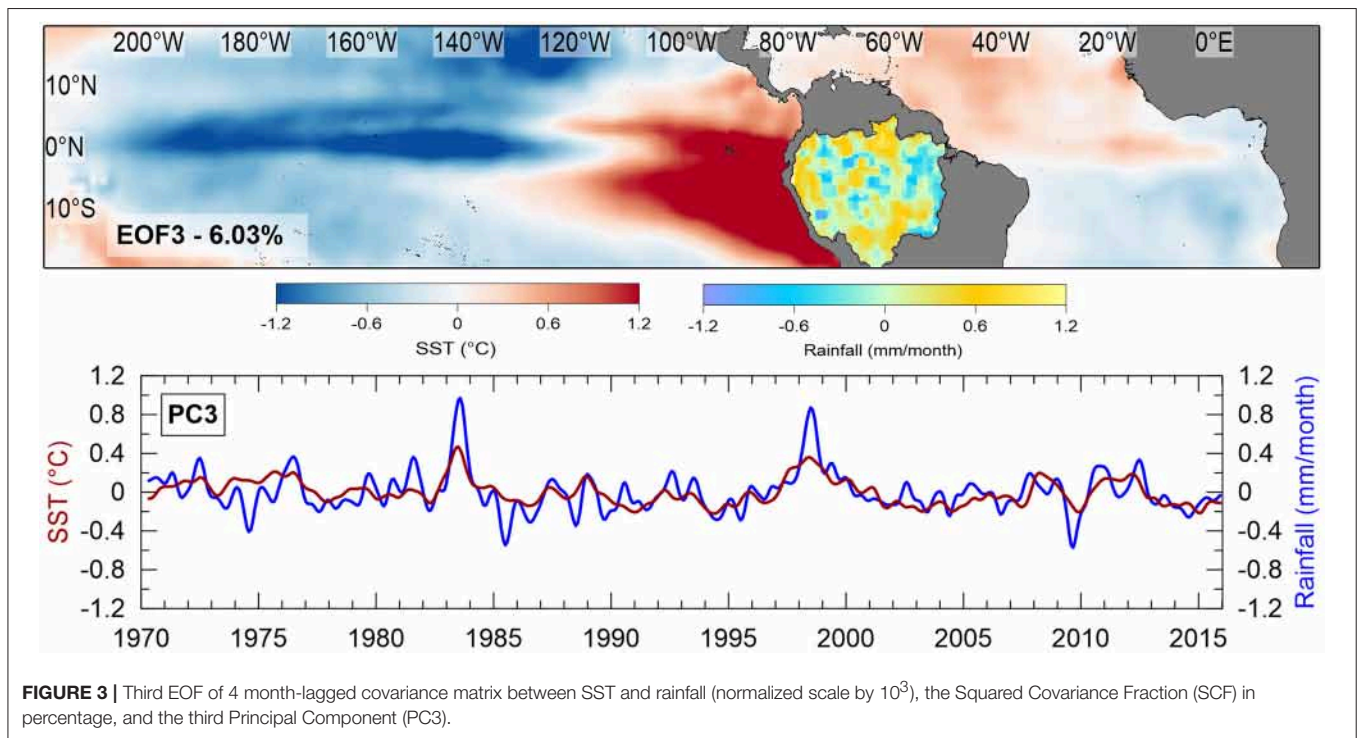 200°W 180°W 160°W 140°W 120°W 100°W 80°W 60°W 40°W 20°W 0°E
10°N
0°N
10°S
EOF3 - 6.03%
-1.2 -0.6 0 0.6 1.2
SST (°C)
-1.2 -0.6 0 0.6 1.2
Rainfall (mm/month)
PC3
SST (°C)
1.2
0.8
0.4
0
-0.4
-0.8
-1.2
1.2
0.8
0.4
0
-0.4
-0.8
-1.2
Rainfall (mm/month)
1970 1975 1980 1985 1990 1995 2000 2005 2010 2015
FIGURE 3 | Third EOF of 4 month-lagged covariance matrix between SST and rainfall (normalized scale by 10³), the Squared Covariance Fraction (SCF) in
percentage, and the third Principal Component (PC3).